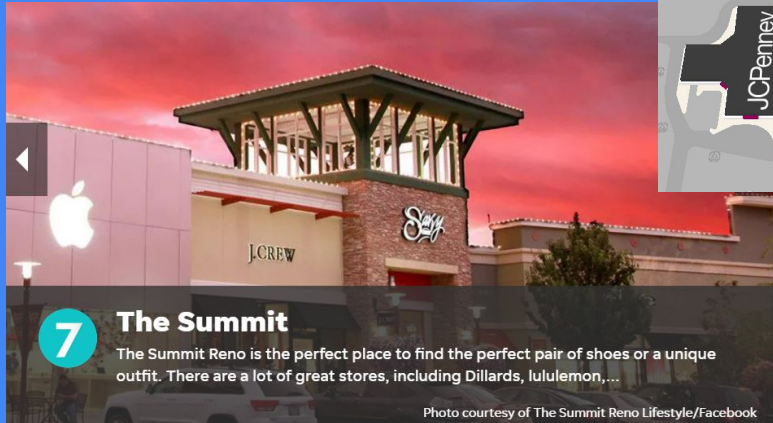 JCPenney
J.CREW
Savvy
7
The Summit
The Summit Reno is the perfect place to find the perfect pair of shoes or a unique
outfit. There are a lot of great stores, including Dillards, lululemon,...
Photo courtesy of The Summit Reno Lifestyle/Facebook